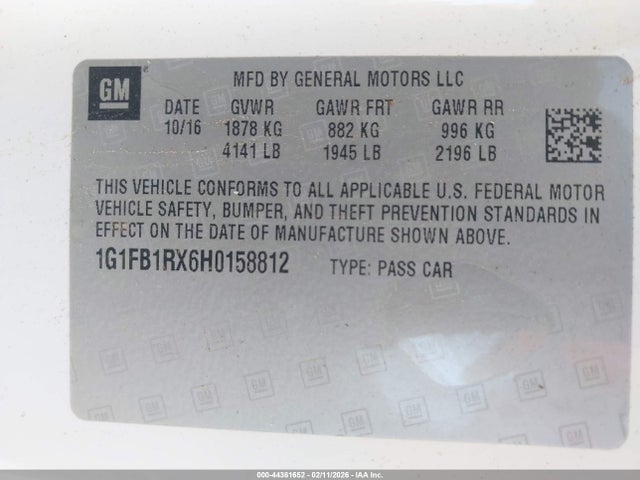 GM
MFD BY GENERAL MOTORS LLC
DATE GVWR GAWR FRT GAWR RR
10/16 1878 KG 882 KG 996 KG
4141 LB 1945 LB 2196 LB
THIS VEHICLE CONFORMS TO ALL APPLICABLE U.S. FEDERAL MOTOR
VEHICLE SAFETY, BUMPER, AND THEFT PREVENTION STANDARDS IN
EFFECT ON THE DATE OF MANUFACTURE SHOWN ABOVE.
1G1FB1RX6H0158812 TYPE: PASS CAR
000-44361652 - 02/11/2026 - IAA Inc.